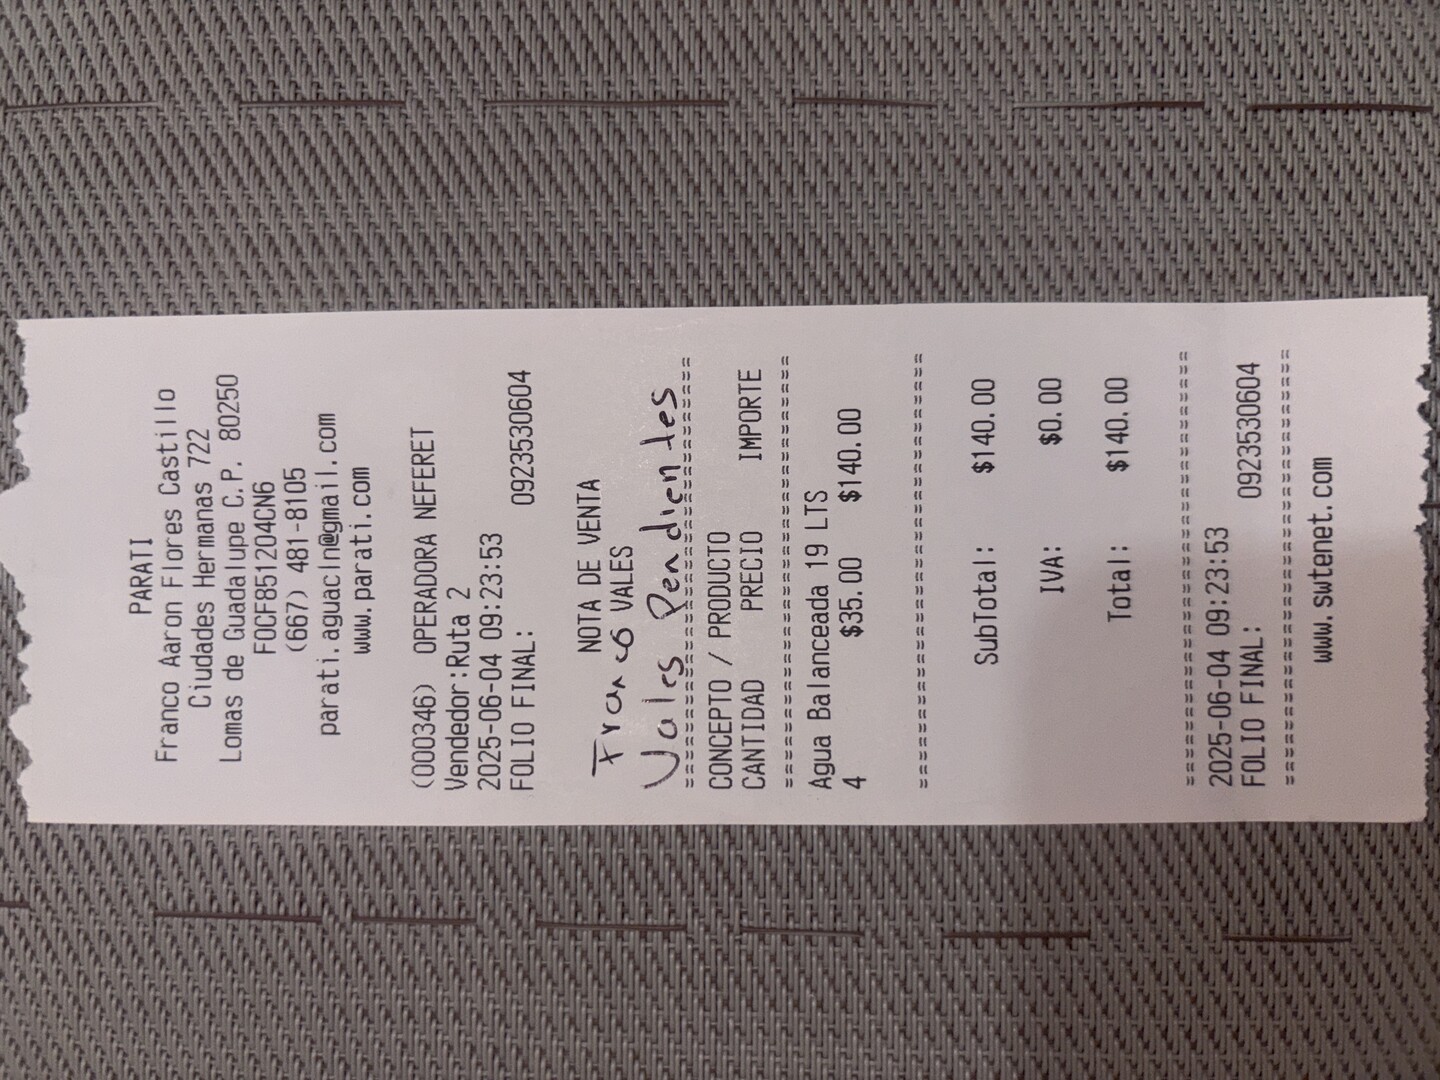 PARATI
Franco Aaron Flores Castillo
Ciudades Hermanas 722
Lomas de Guadalupe C.P. 80250
FOCF851204CN6
(667) 481-8105
parati.aguacln@gmail.com
www.parati.com
(000346) OPERADORA NEFERET
Vendedor:Ruta 2
2025-06-04 09:23:53
FOLIO FINAL:
0923530604
NOTA DE VENTA
VALES
Franco
Vales Pendientes
==============================
CONCEPTO / PRODUCTO
CANTIDAD PRECIO IMPORTE
==============================
Agua Balanceada 19 LTS
4 $35.00 $140.00
==============================
SubTotal: $140.00
IVA: $0.00
Total: $140.00
==============================
2025-06-04 09:23:53
FOLIO FINAL:
0923530604
==============================
www.swtenet.com